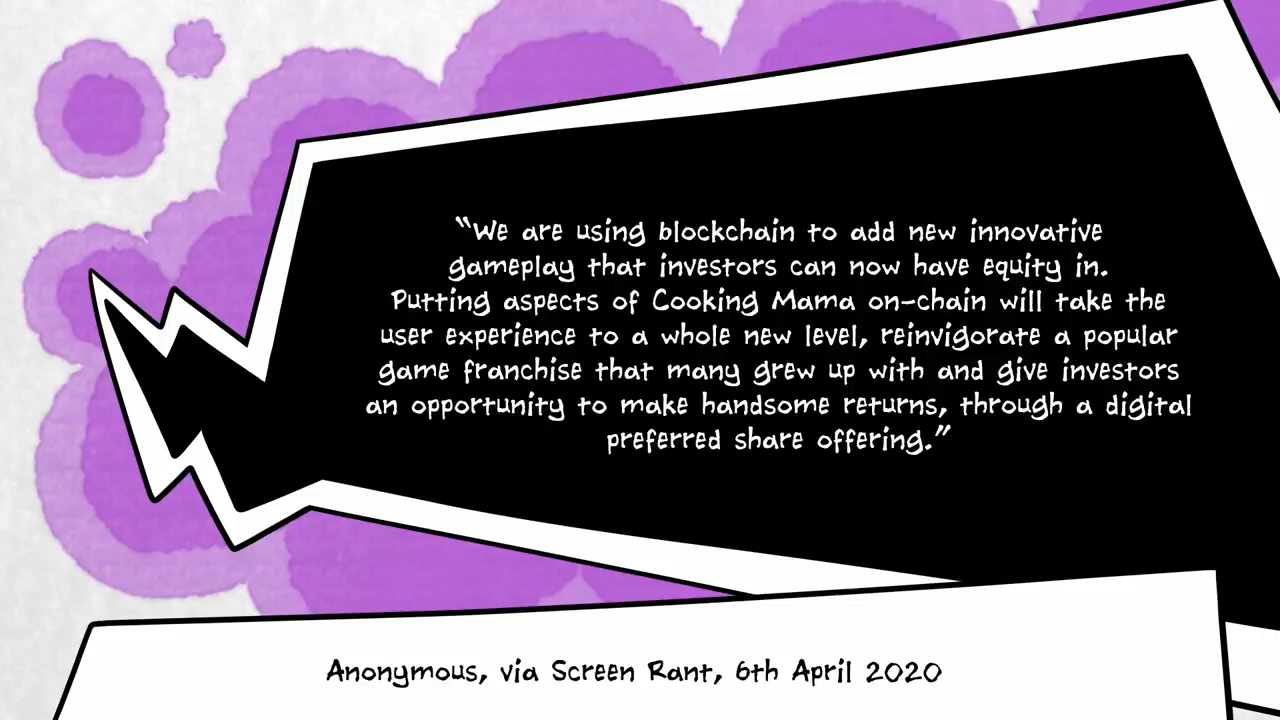 “We are using blockchain to add new innovative
gameplay that investors can now have equity in.
Putting aspects of Cooking Mama on-chain will take the
user experience to a whole new level, reinvigorate a popular
game franchise that many grew up with and give investors
an opportunity to make handsome returns, through a digital
preferred share offering.”
Anonymous, via Screen Rant, 6th April 2020